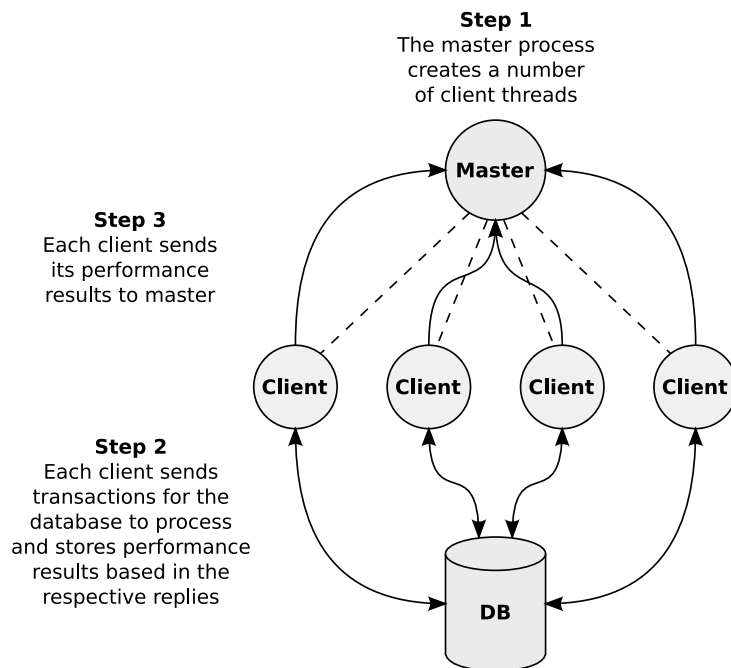 Step 1
The master process
creates a number
of client threads
Master
Step 3
Each client sends
its performance
results to master
Client
Client
Client
Client
Step 2
Each client sends
transactions for the
database to process
and stores performance
results based in the
respective replies
DB